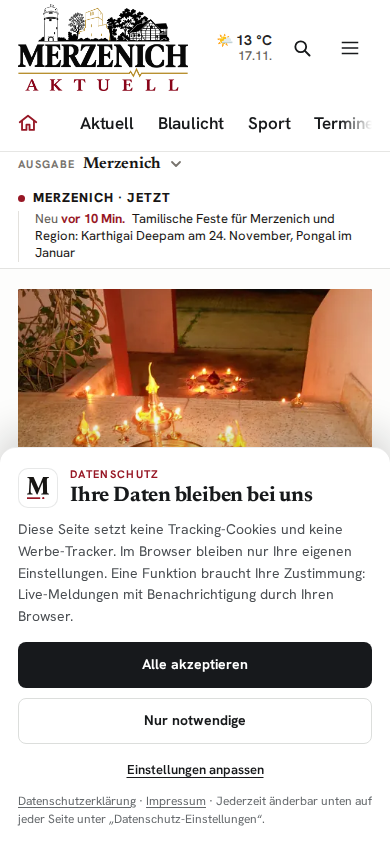 MERZENICH
AKTUELL
13 °C
17.11.
Aktuell Blaulicht Sport Termine
AUSGABE Merzenich
MERZENICH · JETZT
Neu vor 10 Min. Tamilische Feste für Merzenich und
Region: Karthigai Deepam am 24. November, Pongal im
Januar
M
DATENSCHUTZ
Ihre Daten bleiben bei uns
Diese Seite setzt keine Tracking-Cookies und keine
Werbe-Tracker. Im Browser bleiben nur Ihre eigenen
Einstellungen. Eine Funktion braucht Ihre Zustimmung:
Live-Meldungen mit Benachrichtigung durch Ihren
Browser.
Alle akzeptieren
Nur notwendige
Einstellungen anpassen
Datenschutzerklärung · Impressum · Jederzeit änderbar unten auf
jeder Seite unter „Datenschutz-Einstellungen“.